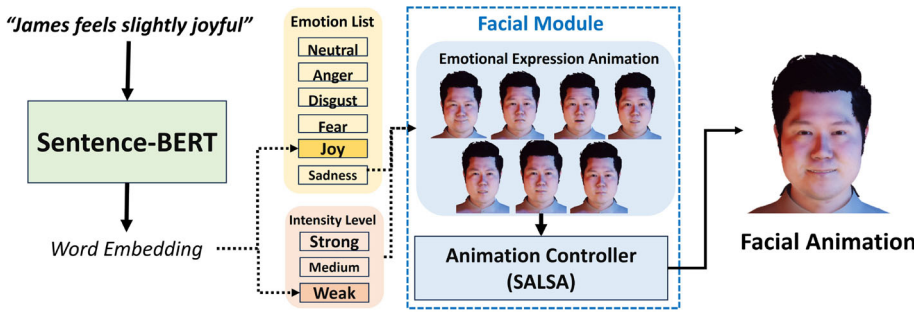 "James feels slightly joyful"
Sentence-BERT
Word Embedding
Emotion List
Neutral
Anger
Disgust
Fear
Joy
Sadness
Intensity Level
Strong
Medium
Weak
Facial Module
Emotional Expression Animation
Animation Controller
(SALSA)
Facial Animation